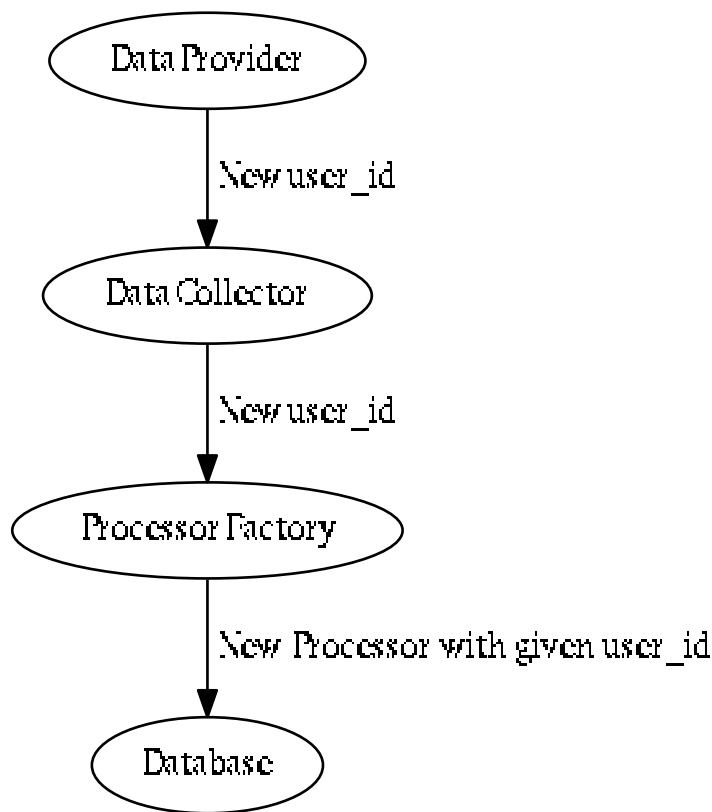 Data Provider
New user_id
Data Collector
New user_id
Processor Factory
New Processor with given user_id
Database